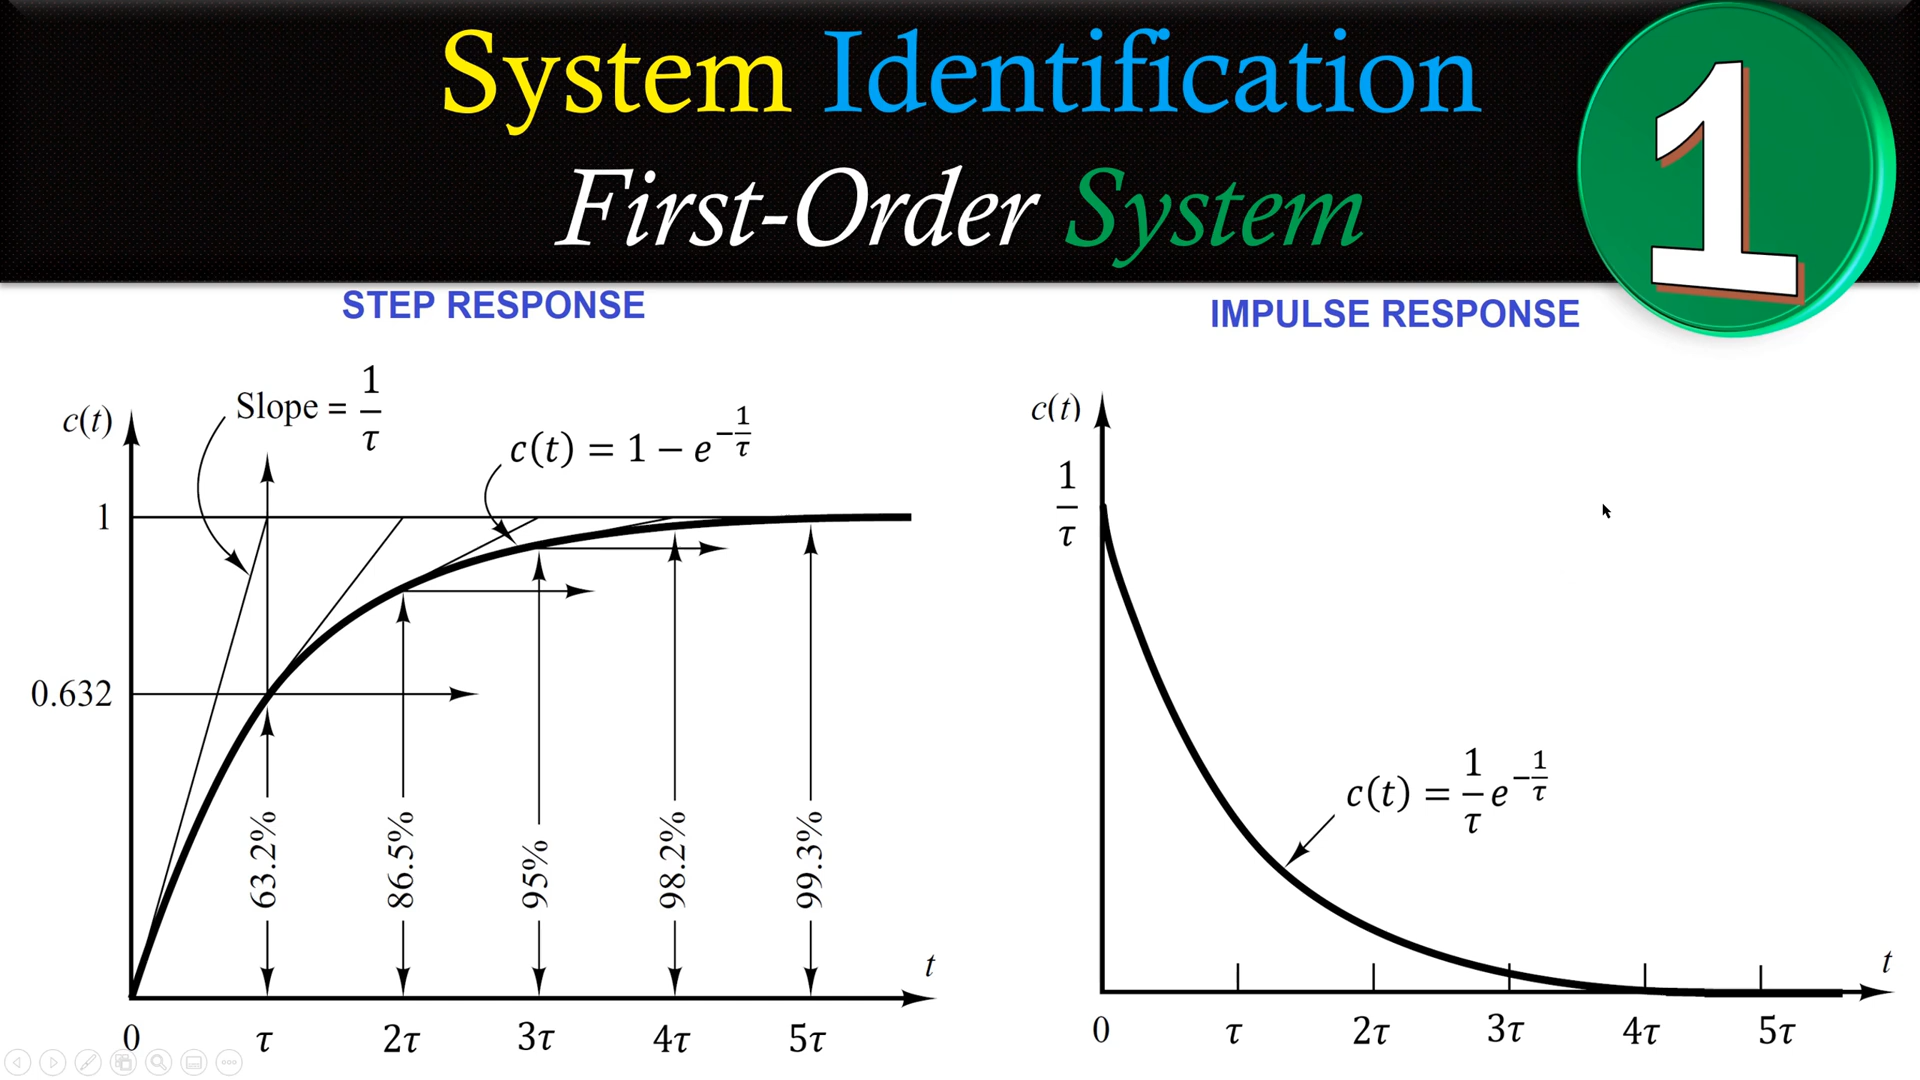 System Identification
First-Order System
1
STEP RESPONSE
IMPULSE RESPONSE
c(t)
Slope = 1/τ
c(t) = 1 − e^(−1/τ)
1
0.632
63.2%
86.5%
95%
98.2%
99.3%
t
0 τ 2τ 3τ 4τ 5τ
c(t)
1/τ
c(t) = 1/τ e^(−1/τ)
t
0 τ 2τ 3τ 4τ 5τ